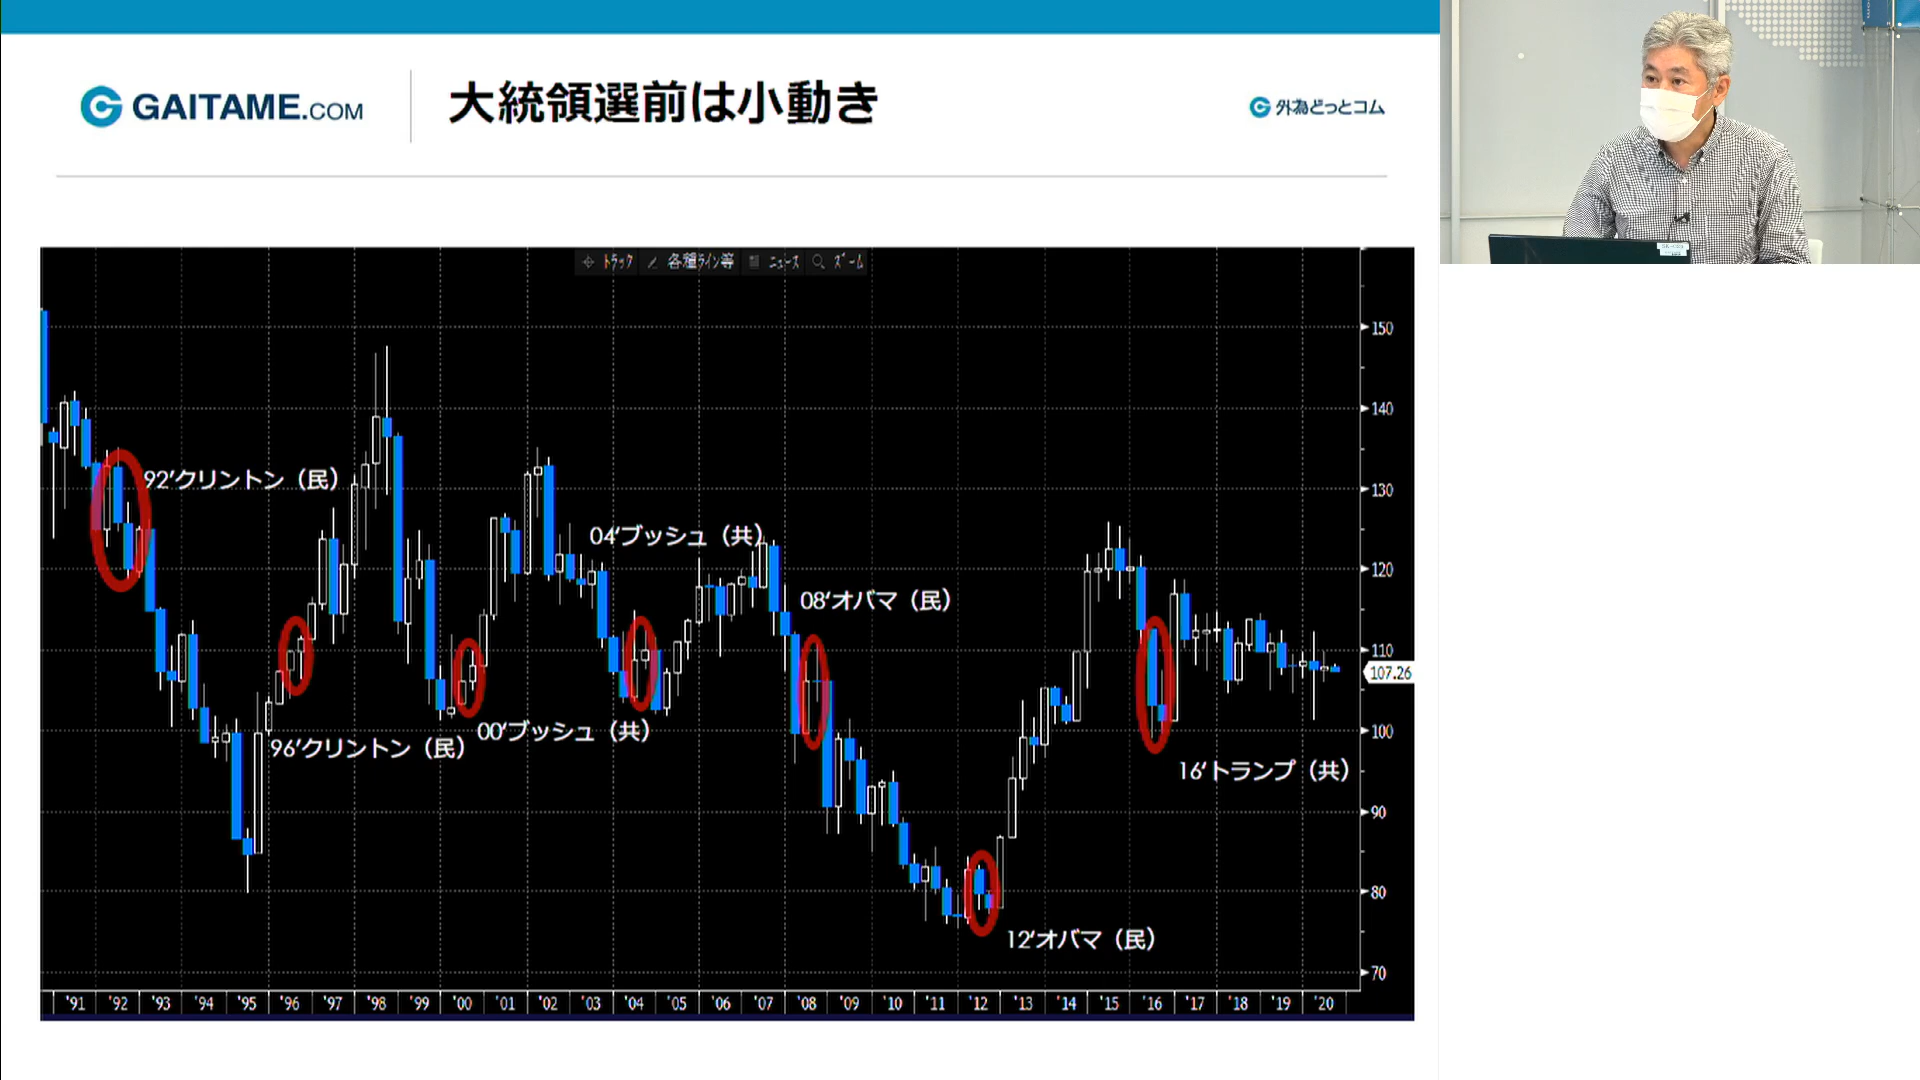 GAITAME.COM
大統領選前は小動き
外為どっとコム
トラック 各種ライン等 ニュース ズーム
150
140
130
120
110
107.26
100
90
80
70
92'クリントン（民）
04'ブッシュ（共）
08'オバマ（民）
96'クリントン（民）
00'ブッシュ（共）
16'トランプ（共）
12'オバマ（民）
'91 '92 '93 '94 '95 '96 '97 '98 '99 '00 '01 '02 '03 '04 '05 '06 '07 '08 '09 '10 '11 '12 '13 '14 '15 '16 '17 '18 '19 '20